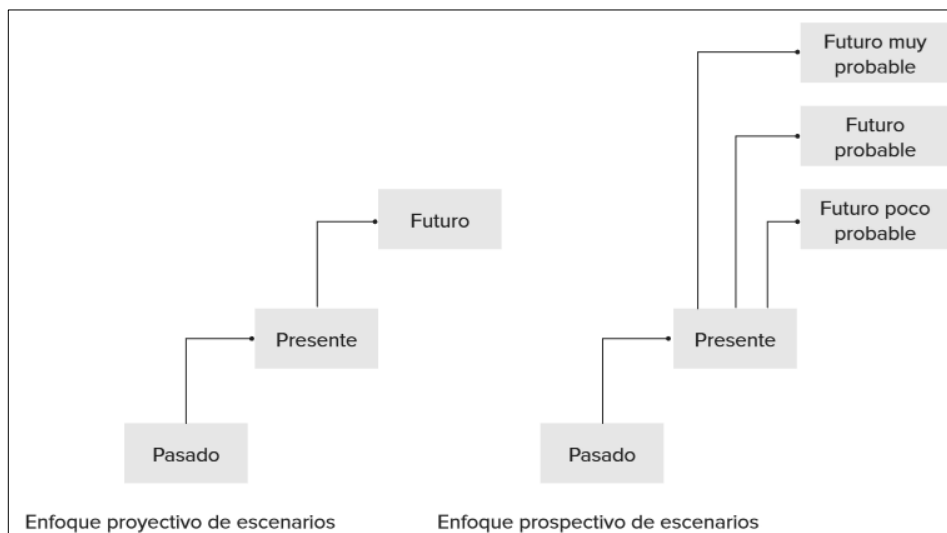 Futuro
Presente
Pasado
Enfoque proyectivo de escenarios
Futuro muy
probable
Futuro
probable
Futuro poco
probable
Presente
Pasado
Enfoque prospectivo de escenarios